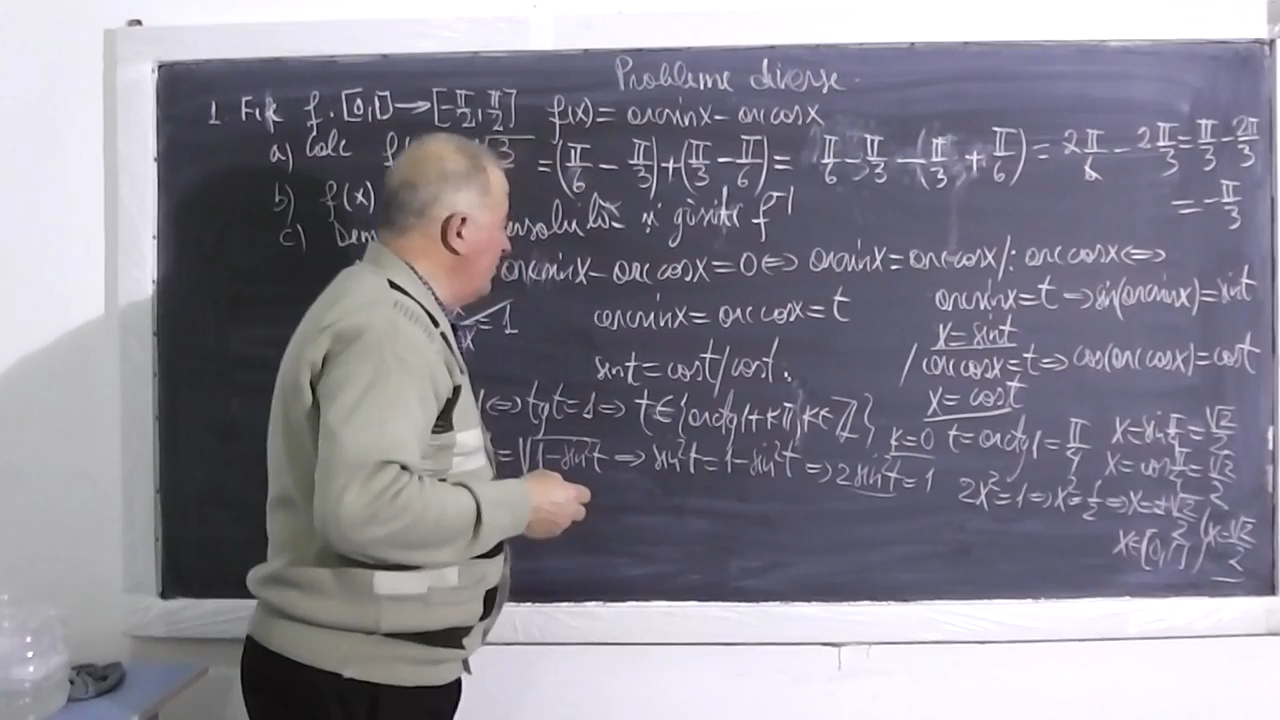 Probleme diverse.
1. Fie f: [0,1]→[-π/2, π/2] f(x) = arcsinx - arccosx
a) Calc f √3 =(π/6 - π/3)+(π/3 - π/6)= π/6 - π/3 -(π/3 + π/6) = 2π/6 - 2π/3 = π/3 - 2π/3
= -π/3
b) f(x)
c) Dem și găsiți f⁻¹
arcsinx - arccosx = 0 ⇔ arcsinx = arccosx /: arccosx ⇔
= 1 arcsinx = arccosx = t arcsinx = t ⇒ sin(arcsinx) = sint
x = sint
sint = cost / cost. / arccosx = t ⇒ cos(arccosx) = cost
x = cost
⇔ tgt = 1 ⇒ t∈{arctg1+kπ, k∈Z} k=0 t = arctg1 = π/4 x = sin π/4 = √2/2
= √1-sin²t ⇒ sin²t = 1-sin²t ⇒ 2sin²t = 1 x = cos π/4 = √2/2
2x² = 1 ⇒ x² = 1/2 ⇒ x = ±√2/2
x∈[0,1] x = √2/2